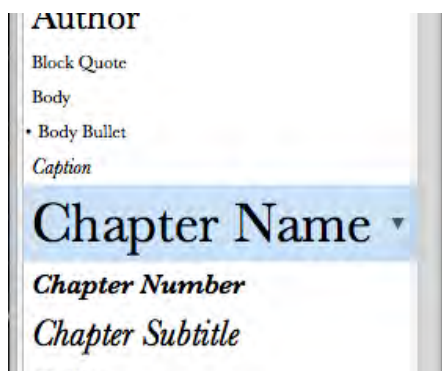 Author
Block Quote
Body
• Body Bullet
Caption
Chapter Name
Chapter Number
Chapter Subtitle